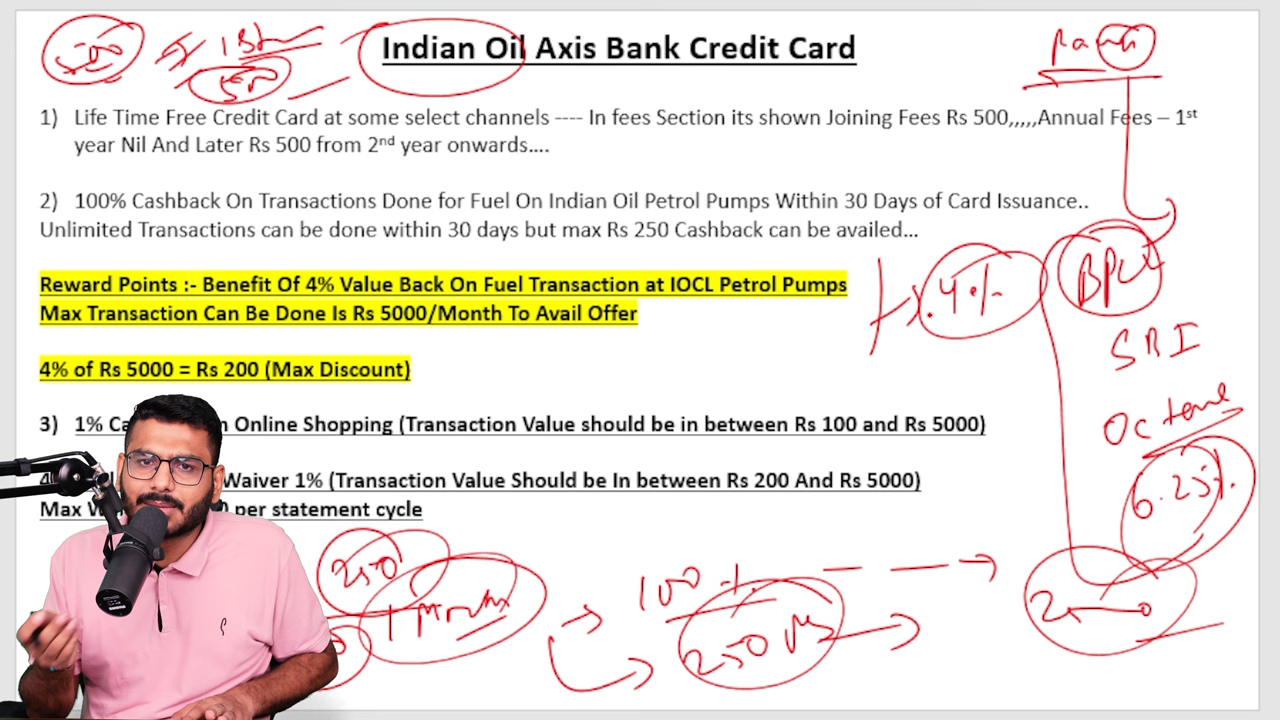 500
1st
500
Indian Oil Axis Bank Credit Card
1) Life Time Free Credit Card at some select channels ---- In fees Section its shown Joining Fees Rs 500,,,,,Annual Fees – 1st
year Nil And Later Rs 500 from 2nd year onwards....
2) 100% Cashback On Transactions Done for Fuel On Indian Oil Petrol Pumps Within 30 Days of Card Issuance..
Unlimited Transactions can be done within 30 days but max Rs 250 Cashback can be availed...
Reward Points :- Benefit Of 4% Value Back On Fuel Transaction at IOCL Petrol Pumps
Max Transaction Can Be Done Is Rs 5000/Month To Avail Offer
4% of Rs 5000 = Rs 200 (Max Discount)
3) 1% Online Shopping (Transaction Value should be in between Rs 100 and Rs 5000)
Waiver 1% (Transaction Value Should be In between Rs 200 And Rs 5000)
Max per statement cycle
4%
BPCL
SBI
Octane
6.25%
250
1 Month
100%
250